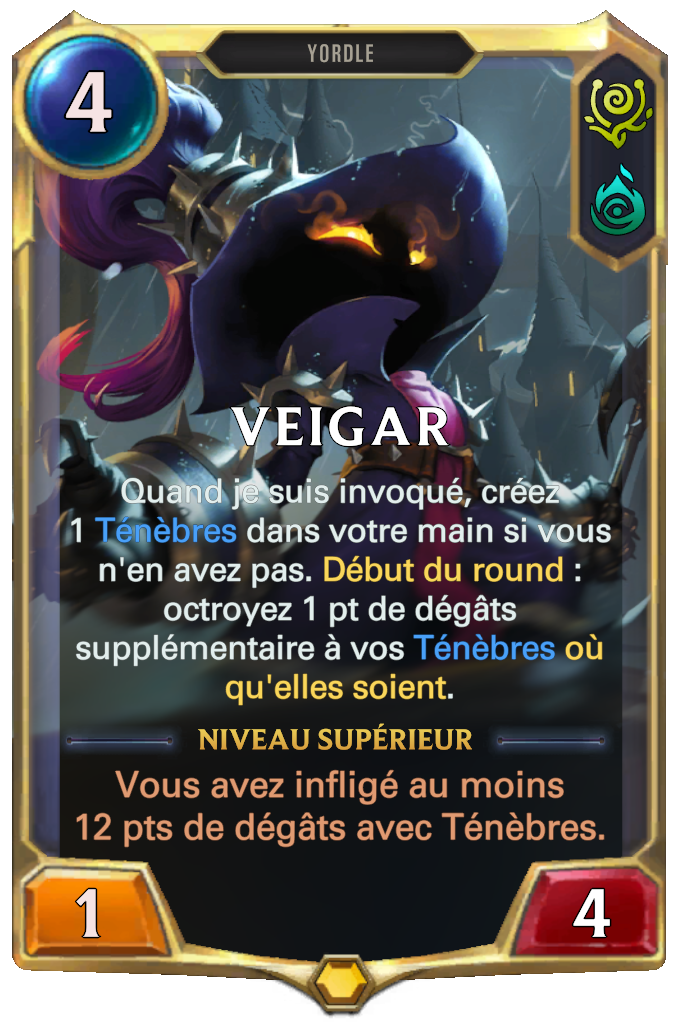 4
YORDLE
VEIGAR
Quand je suis invoqué, créez
1 Ténèbres dans votre main si vous
n'en avez pas. Début du round :
octroyez 1 pt de dégâts
supplémentaire à vos Ténèbres où
qu'elles soient.
NIVEAU SUPÉRIEUR
Vous avez infligé au moins
12 pts de dégâts avec Ténèbres.
1
4